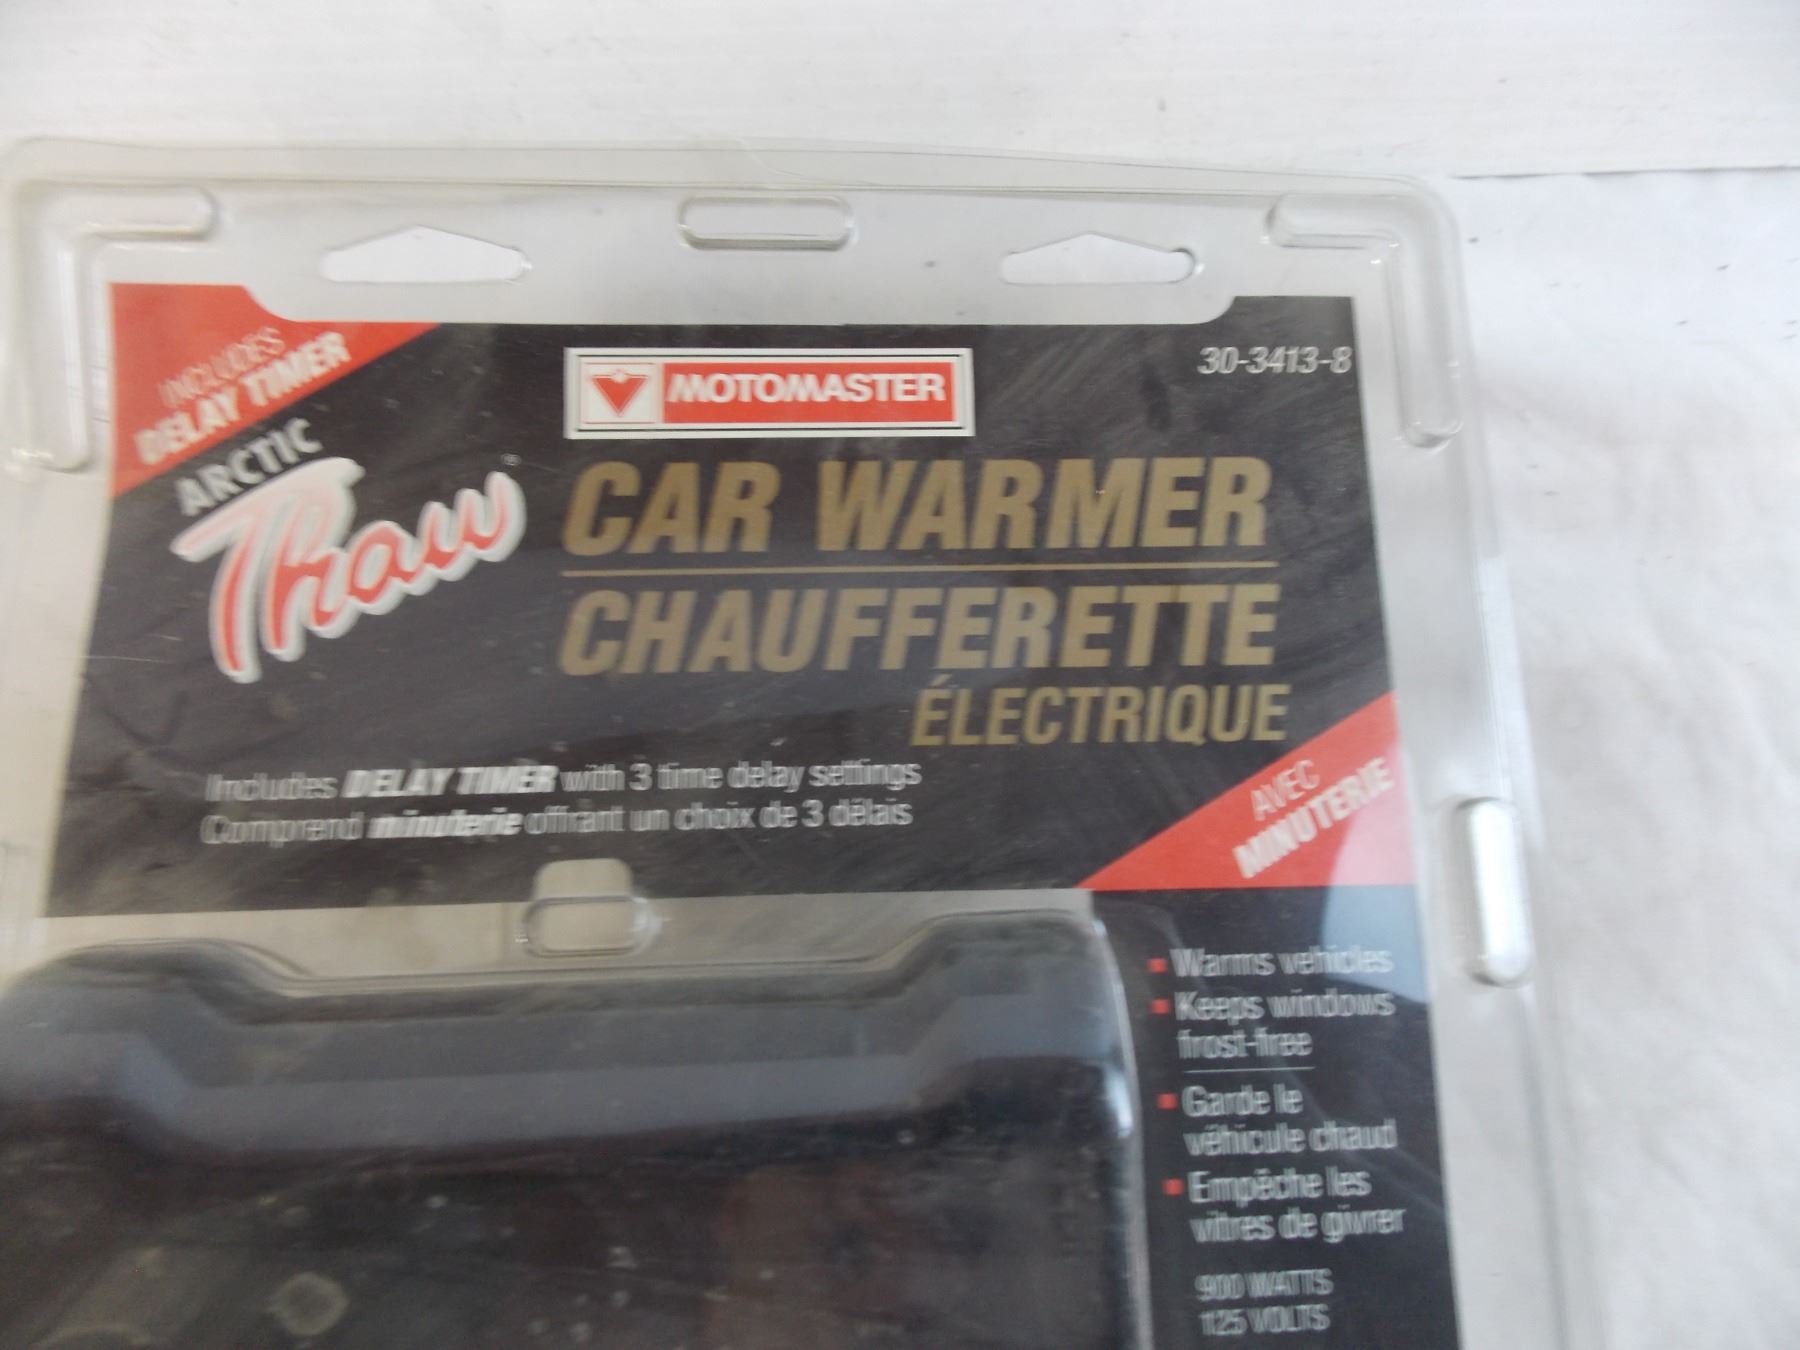 INCLUDES
DELAY TIMER
MOTOMASTER
30-3413-8
ARCTIC
Thaw®
CAR WARMER
CHAUFFERETTE
ÉLECTRIQUE
Includes DELAY TIMER with 3 time delay settings
Comprend minuterie offrant un choix de 3 délais
AVEC
MINUTERIE
Warms vehicles
Keeps windows
frost-free
Garde le
véhicule chaud
Empêche les
vitres de givrer
900 WATTS
125 VOLTS